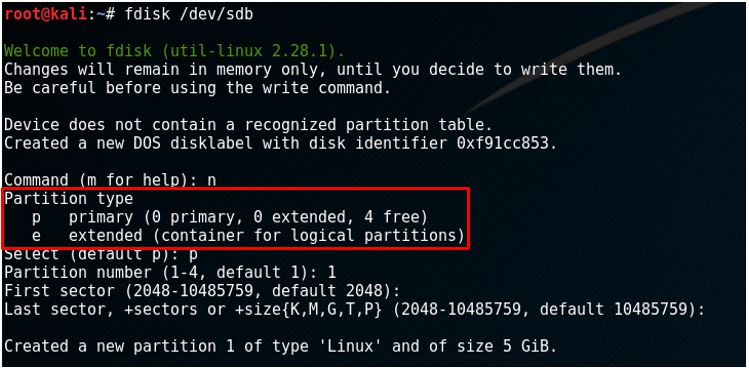 root@kali:~# fdisk /dev/sdb
Welcome to fdisk (util-linux 2.28.1).
Changes will remain in memory only, until you decide to write them.
Be careful before using the write command.
Device does not contain a recognized partition table.
Created a new DOS disklabel with disk identifier 0xf91cc853.
Command (m for help): n
Partition type
p primary (0 primary, 0 extended, 4 free)
e extended (container for logical partitions)
Select (default p): p
Partition number (1-4, default 1): 1
First sector (2048-10485759, default 2048):
Last sector, +sectors or +size{K,M,G,T,P} (2048-10485759, default 10485759):
Created a new partition 1 of type 'Linux' and of size 5 GiB.